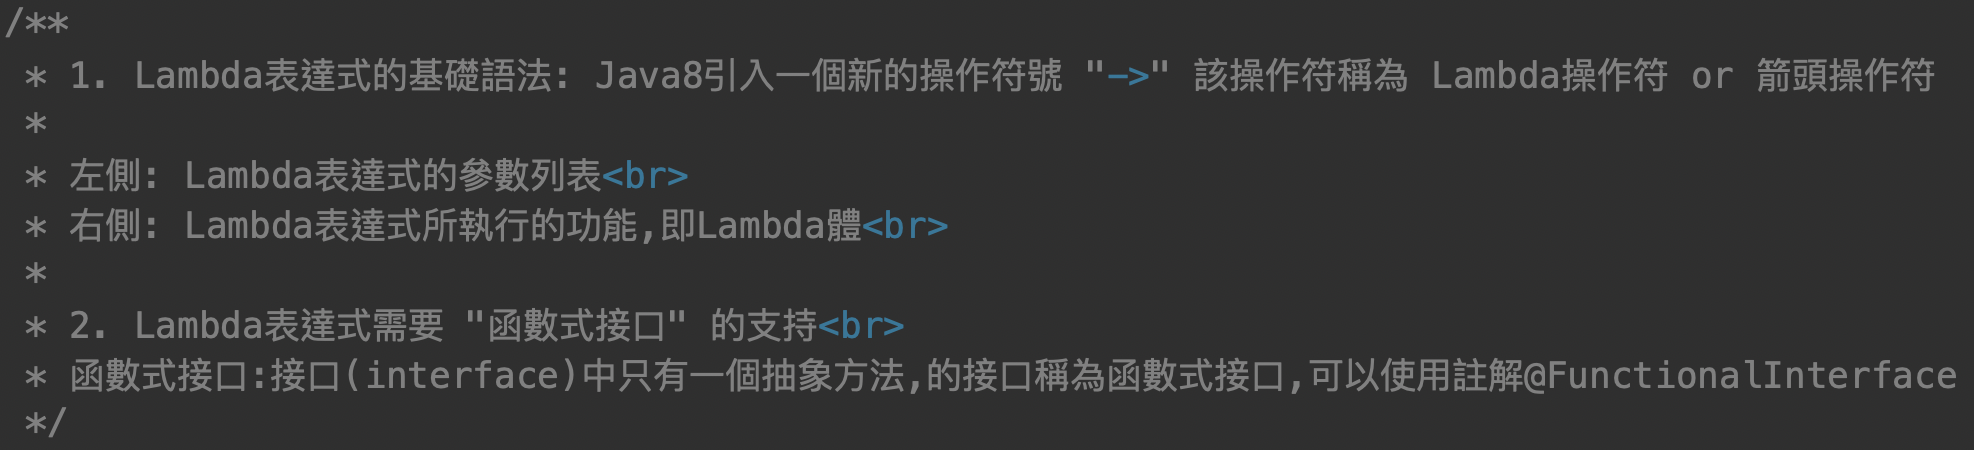 /**
* 1. Lambda表達式的基礎語法: Java8引入一個新的操作符號 "->" 該操作符稱為 Lambda操作符 or 箭頭操作符
*
* 左側: Lambda表達式的參數列表<br>
* 右側: Lambda表達式所執行的功能,即Lambda體<br>
*
* 2. Lambda表達式需要 "函數式接口" 的支持<br>
* 函數式接口:接口(interface)中只有一個抽象方法,的接口稱為函數式接口,可以使用註解@FunctionalInterface
*/